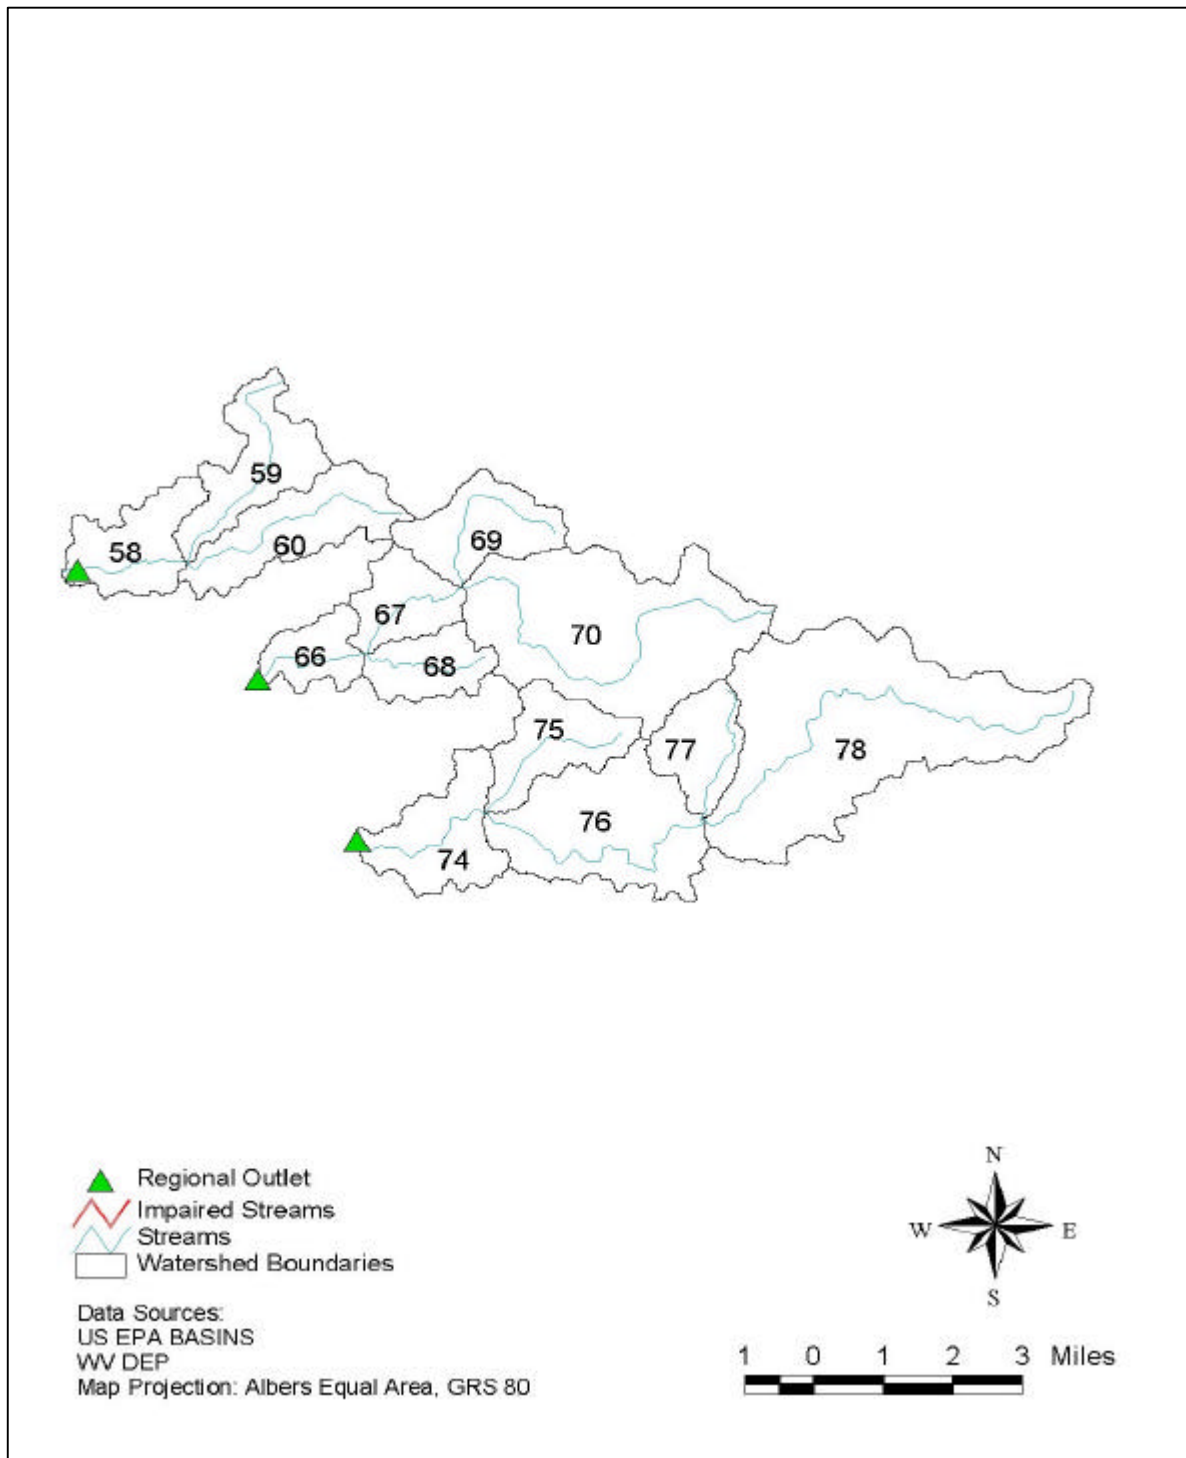 59
58
60
69
67
70
66
68
75
77
78
76
74
Regional Outlet
Impaired Streams
Streams
Watershed Boundaries
Data Sources:
US EPA BASINS
WV DEP
Map Projection: Albers Equal Area, GRS 80
N
W E
S
1 0 1 2 3 Miles